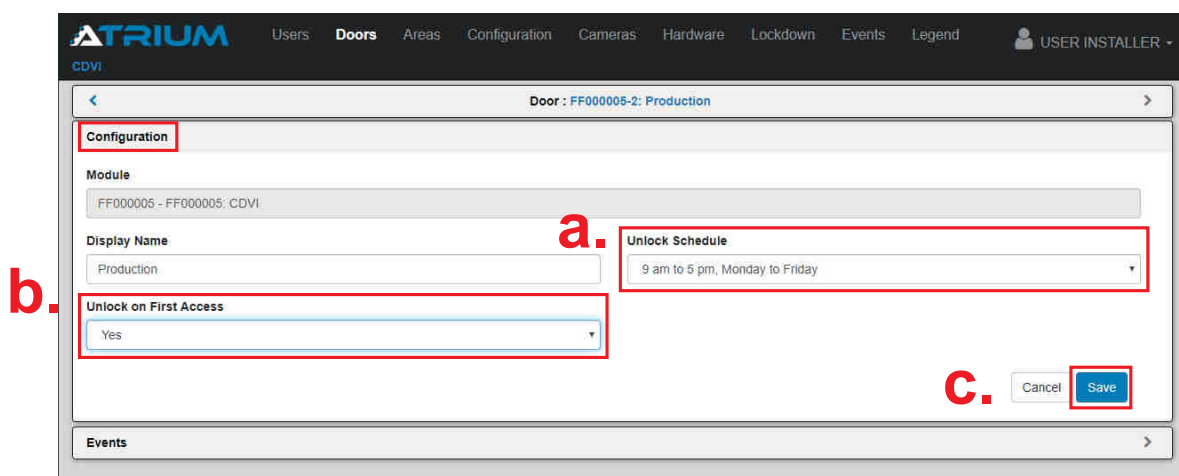 ATRIUM Users Doors Areas Configuration Cameras Hardware Lockdown Events Legend USER INSTALLER
CDVI
Door : FF000005-2: Production
Configuration
Module
FF000005 - FF000005: CDVI
a.
Display Name Unlock Schedule
Production 9 am to 5 pm, Monday to Friday
b.
Unlock on First Access
Yes
c. Cancel Save
Events